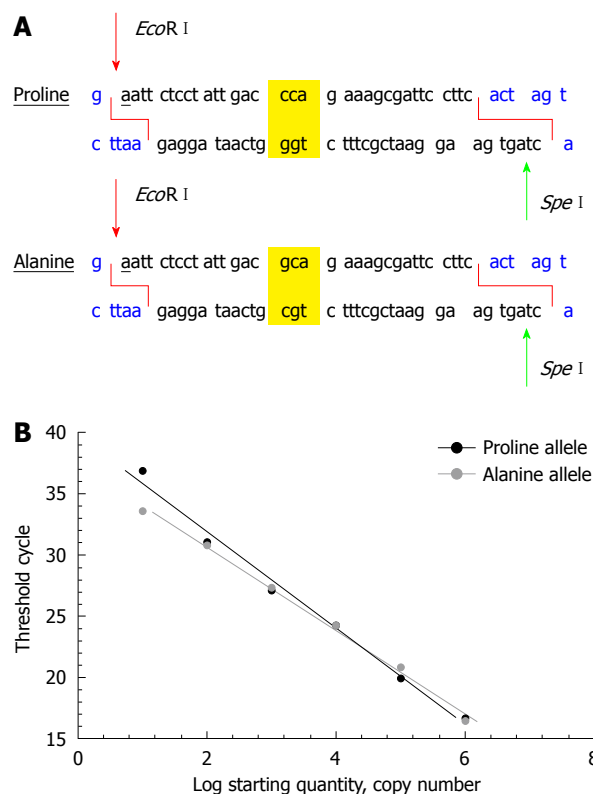 A
EcoR I
Proline g aatt ctcct att gac cca g aaagcgattc cttc act ag t
c ttaa gagga taactg ggt c tttcgctaag ga ag tgatc a
EcoR I
Spe I
Alanine g aatt ctcct att gac gca g aaagcgattc cttc act ag t
c ttaa gagga taactg cgt c tttcgctaag ga ag tgatc a
Spe I
B
40
35
30
25
20
15
Threshold cycle
Proline allele
Alanine allele
0 2 4 6 8
Log starting quantity, copy number